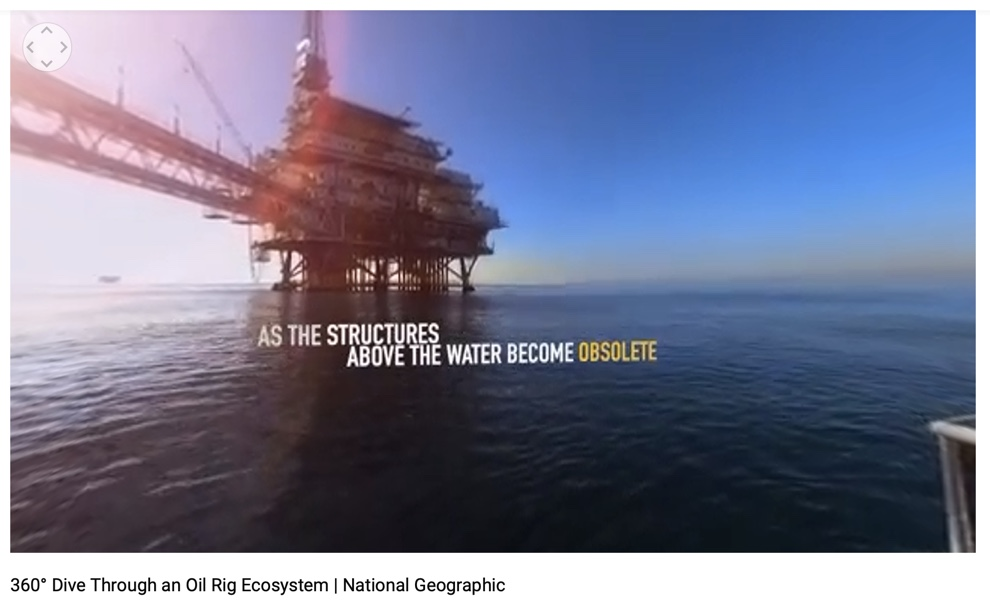 AS THE STRUCTURES
ABOVE THE WATER BECOME OBSOLETE
360° Dive Through an Oil Rig Ecosystem | National Geographic